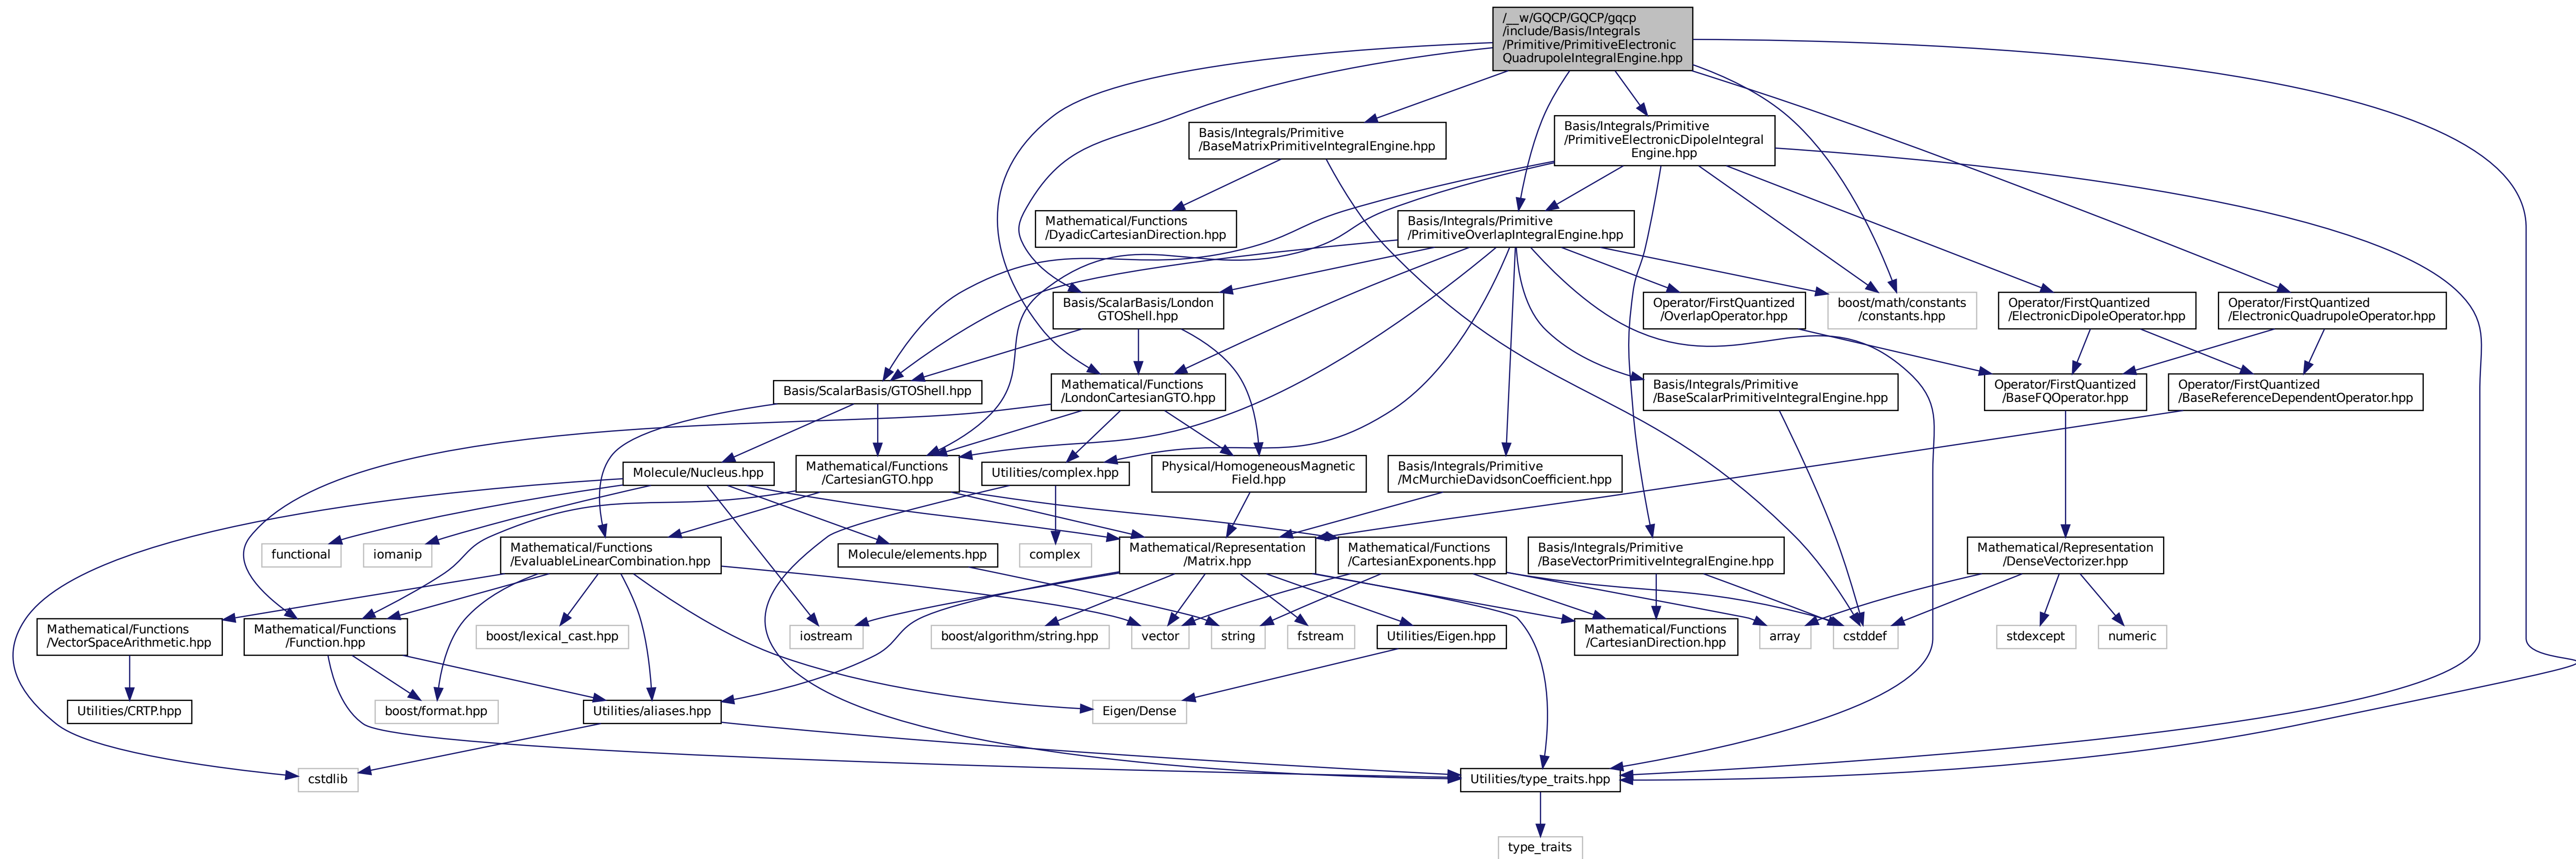 /__w/GQCP/GQCP/gqcp
/include/Basis/Integrals
/Primitive/PrimitiveElectronic
QuadrupoleIntegralEngine.hpp
Basis/Integrals/Primitive
/BaseMatrixPrimitiveIntegralEngine.hpp
Basis/Integrals/Primitive
/PrimitiveElectronicDipoleIntegral
Engine.hpp
Mathematical/Functions
/DyadicCartesianDirection.hpp
Basis/Integrals/Primitive
/PrimitiveOverlapIntegralEngine.hpp
Basis/ScalarBasis/London
GTOShell.hpp
Operator/FirstQuantized
/OverlapOperator.hpp
boost/math/constants
/constants.hpp
Operator/FirstQuantized
/ElectronicDipoleOperator.hpp
Operator/FirstQuantized
/ElectronicQuadrupoleOperator.hpp
Basis/ScalarBasis/GTOShell.hpp
Mathematical/Functions
/LondonCartesianGTO.hpp
Basis/Integrals/Primitive
/BaseScalarPrimitiveIntegralEngine.hpp
Operator/FirstQuantized
/BaseFQOperator.hpp
Operator/FirstQuantized
/BaseReferenceDependentOperator.hpp
Molecule/Nucleus.hpp
Mathematical/Functions
/CartesianGTO.hpp
Utilities/complex.hpp
Physical/HomogeneousMagnetic
Field.hpp
Basis/Integrals/Primitive
/McMurchieDavidsonCoefficient.hpp
functional
iomanip
Mathematical/Functions
/EvaluableLinearCombination.hpp
Molecule/elements.hpp
complex
Mathematical/Representation
/Matrix.hpp
Mathematical/Functions
/CartesianExponents.hpp
Basis/Integrals/Primitive
/BaseVectorPrimitiveIntegralEngine.hpp
Mathematical/Representation
/DenseVectorizer.hpp
Mathematical/Functions
/VectorSpaceArithmetic.hpp
Mathematical/Functions
/Function.hpp
boost/lexical_cast.hpp
iostream
boost/algorithm/string.hpp
vector
string
fstream
Utilities/Eigen.hpp
Mathematical/Functions
/CartesianDirection.hpp
array
cstddef
stdexcept
numeric
Utilities/CRTP.hpp
boost/format.hpp
Utilities/aliases.hpp
Eigen/Dense
cstdlib
Utilities/type_traits.hpp
type_traits